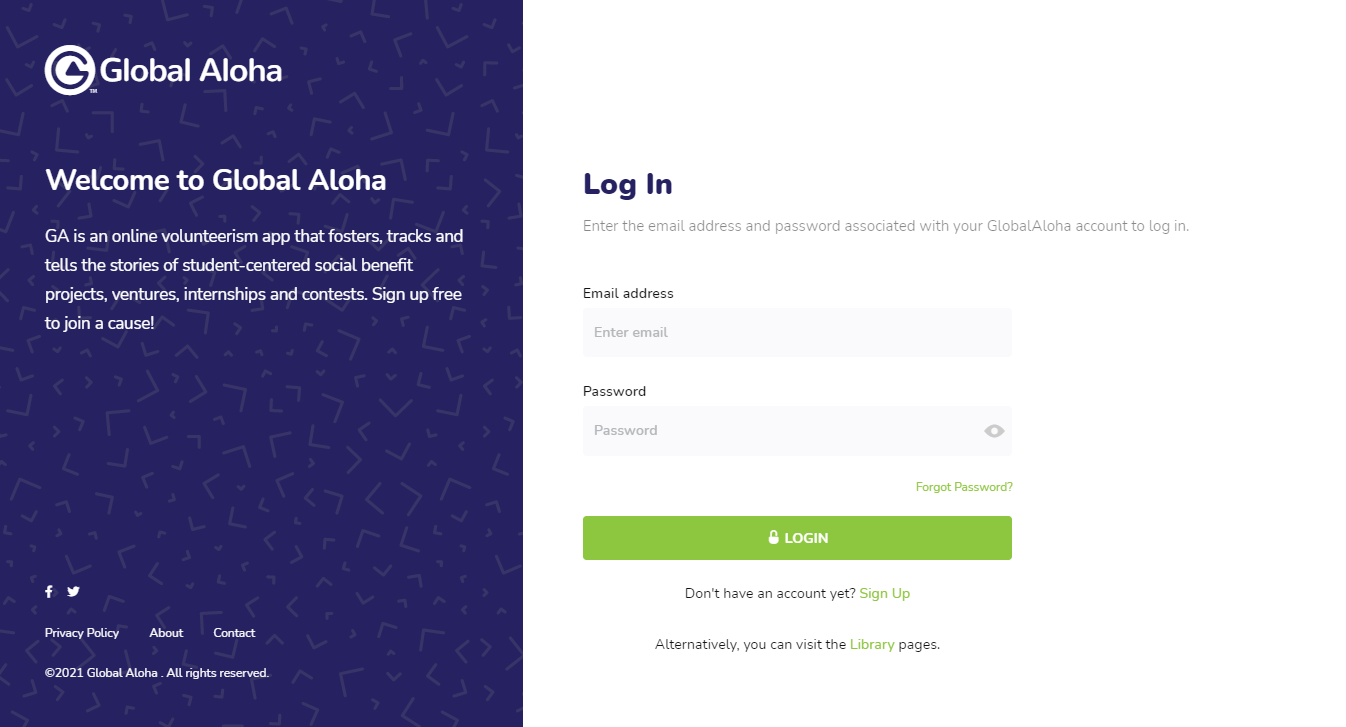 Global Aloha
TM
Welcome to Global Aloha
GA is an online volunteerism app that fosters, tracks and
tells the stories of student-centered social benefit
projects, ventures, internships and contests. Sign up free
to join a cause!
Privacy Policy About Contact
©2021 Global Aloha . All rights reserved.
Log In
Enter the email address and password associated with your GlobalAloha account to log in.
Email address
Enter email
Password
Password
Forgot Password?
LOGIN
Don't have an account yet? Sign Up
Alternatively, you can visit the Library pages.